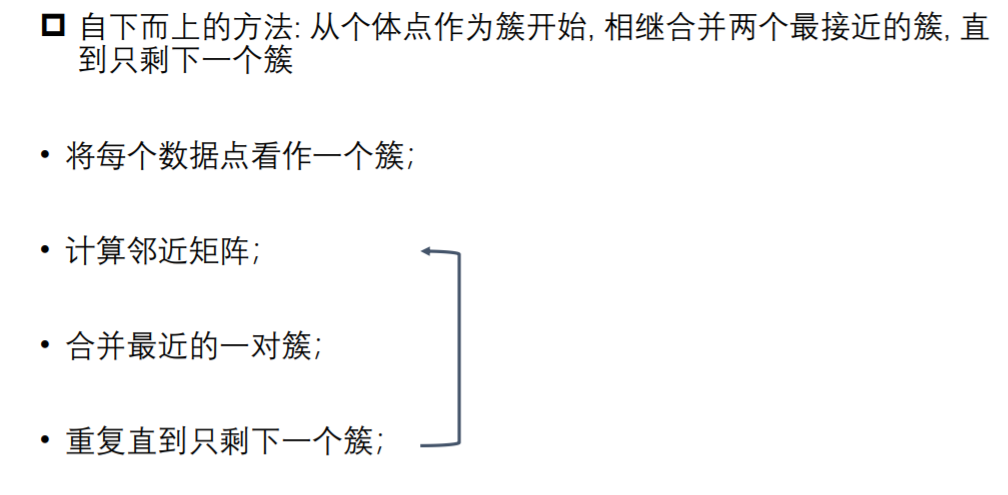 自下而上的方法: 从个体点作为簇开始, 相继合并两个最接近的簇, 直
到只剩下一个簇
• 将每个数据点看作一个簇;
• 计算邻近矩阵;
• 合并最近的一对簇;
• 重复直到只剩下一个簇;